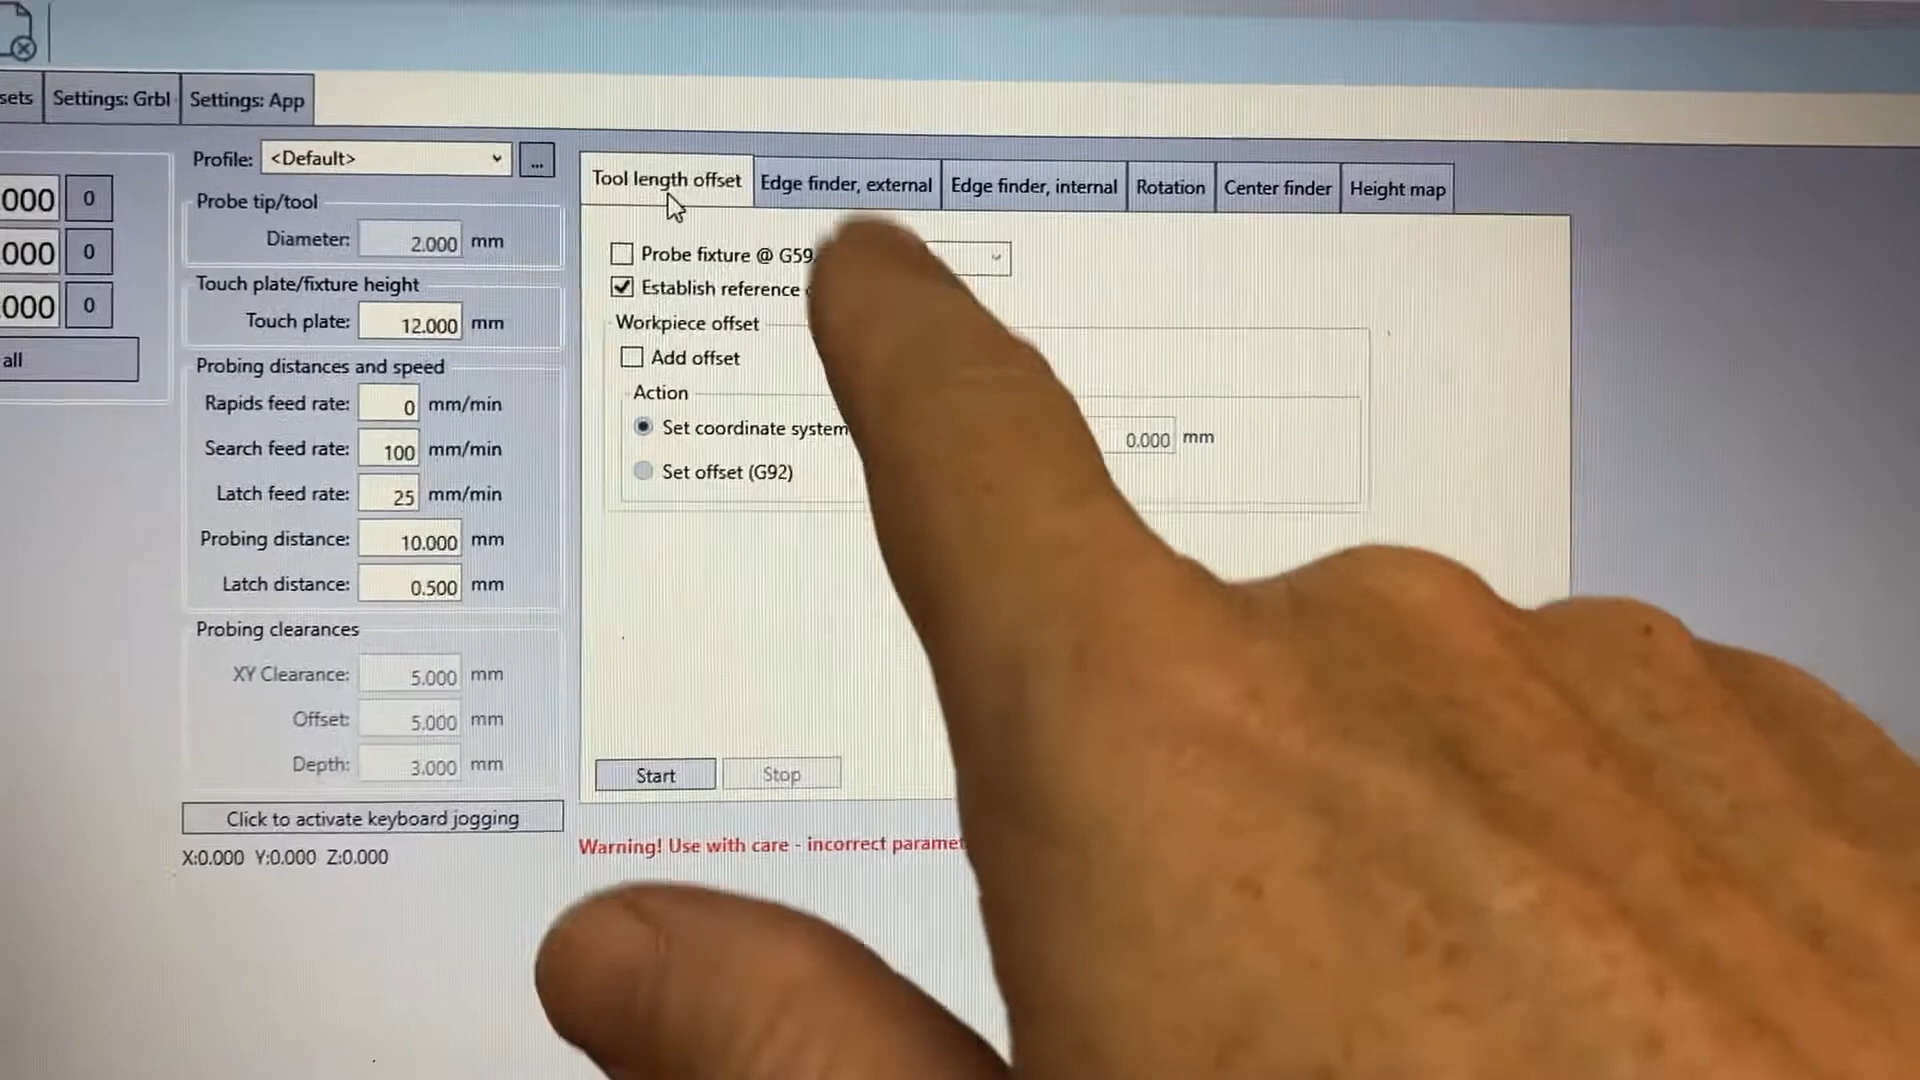 sets Settings: Grbl Settings: App
Profile: <Default> ...
Tool length offset Edge finder, external Edge finder, internal Rotation Center finder Height map
000 0
000 0
000 0
all
Probe tip/tool
Diameter: 2.000 mm
Touch plate/fixture height
Touch plate: 12.000 mm
Probing distances and speed
Rapids feed rate: 0 mm/min
Search feed rate: 100 mm/min
Latch feed rate: 25 mm/min
Probing distance: 10.000 mm
Latch distance: 0.500 mm
Probing clearances
XY Clearance: 5.000 mm
Offset: 5.000 mm
Depth: 3.000 mm
Click to activate keyboard jogging
X:0.000 Y:0.000 Z:0.000
Probe fixture @ G59
Establish reference
Workpiece offset
Add offset
Action
Set coordinate system 0.000 mm
Set offset (G92)
Start Stop
Warning! Use with care - incorrect paramet